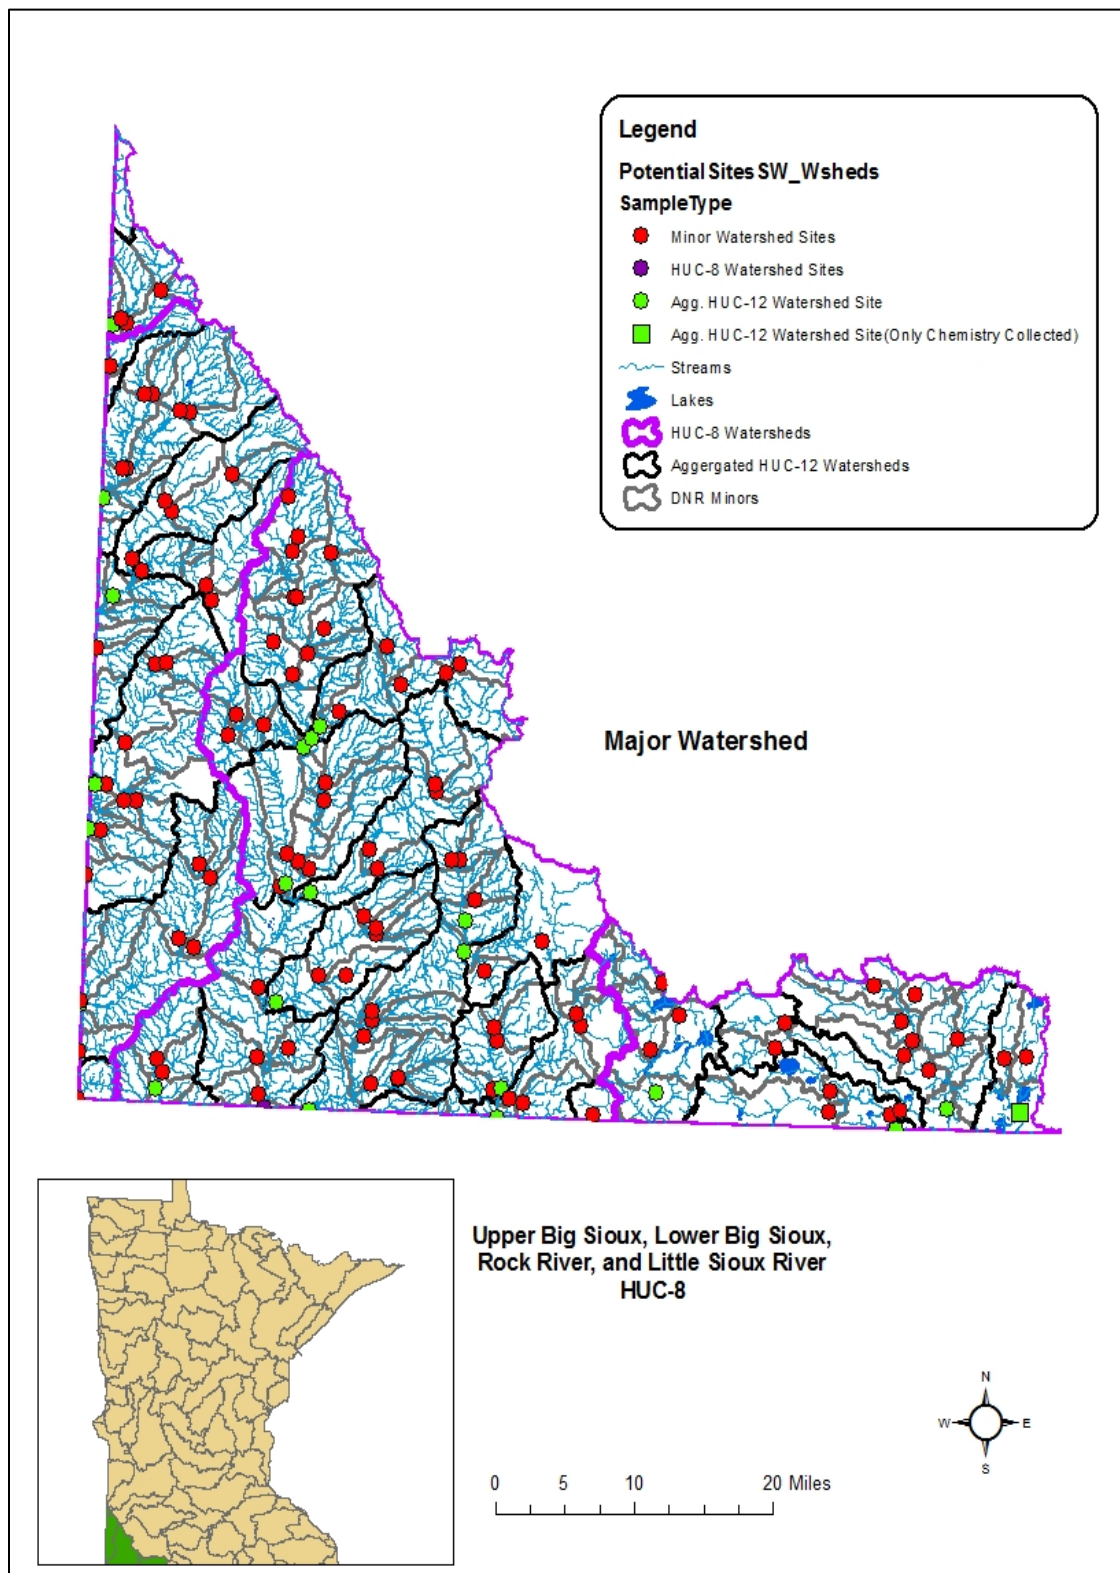 Legend
Potential Sites SW_Wsheds
SampleType
Minor Watershed Sites
HUC-8 Watershed Sites
Agg. HUC-12 Watershed Site
Agg. HUC-12 Watershed Site(Only Chemistry Collected)
Streams
Lakes
HUC-8 Watersheds
Aggergated HUC-12 Watersheds
DNR Minors
Major Watershed
Upper Big Sioux, Lower Big Sioux,
Rock River, and Little Sioux River
HUC-8
N
W E
S
0 5 10 20 Miles